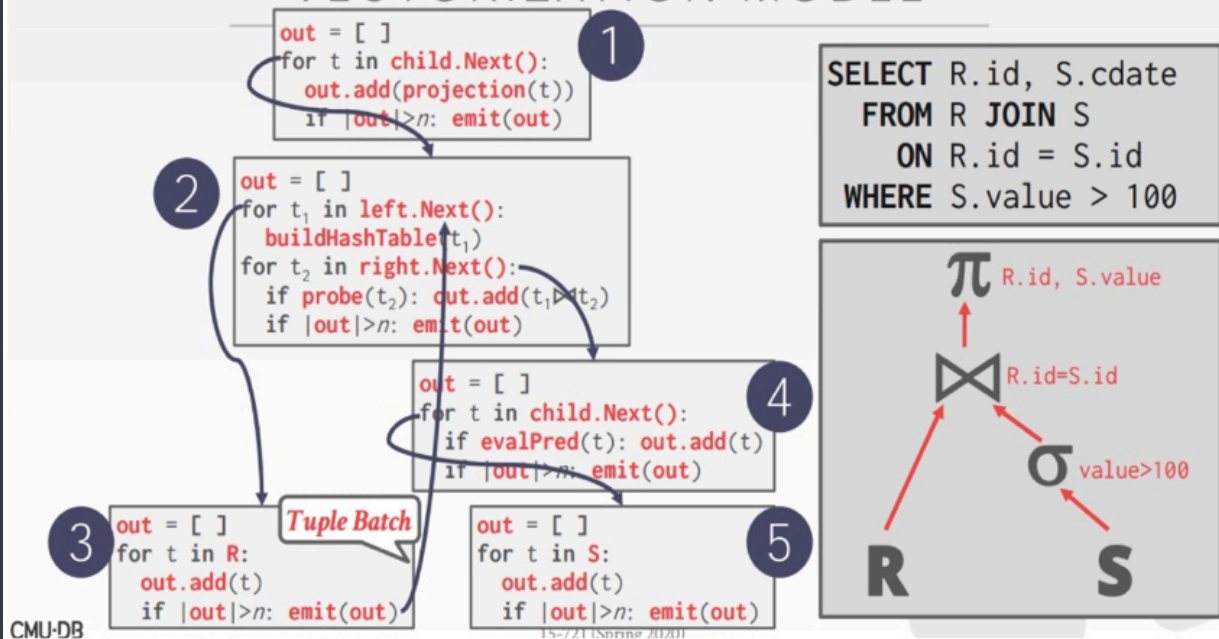 VECTORIZATION MODEL
1
out = [ ]
for t in child.Next():
out.add(projection(t))
if |out|>n: emit(out)
2
out = [ ]
for t₁ in left.Next():
buildHashTable(t₁)
for t₂ in right.Next():
if probe(t₂): out.add(t₁⋈t₂)
if |out|>n: emit(out)
4
out = [ ]
for t in child.Next():
if evalPred(t): out.add(t)
if |out|>n: emit(out)
3
Tuple Batch
out = [ ]
for t in R:
out.add(t)
if |out|>n: emit(out)
5
out = [ ]
for t in S:
out.add(t)
if |out|>n: emit(out)
SELECT R.id, S.cdate
FROM R JOIN S
ON R.id = S.id
WHERE S.value > 100
π R.id, S.value
⋈ R.id=S.id
σ value>100
R S
CMU·DB
15-721 (Spring 2020)